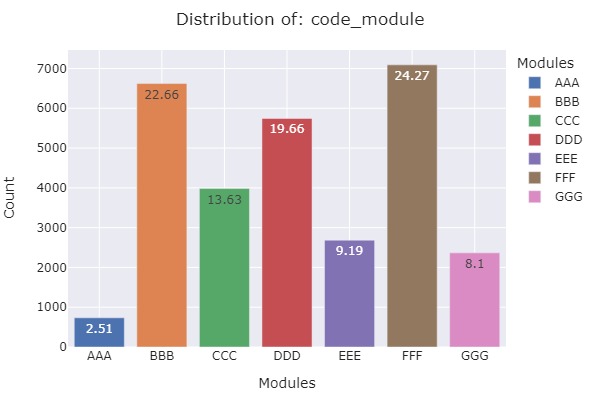 Distribution of: code_module
Modules
AAA
BBB
CCC
DDD
EEE
FFF
GGG
Count
7000
6000
5000
4000
3000
2000
1000
0
2.51
22.66
13.63
19.66
9.19
24.27
8.1
AAA BBB CCC DDD EEE FFF GGG
Modules